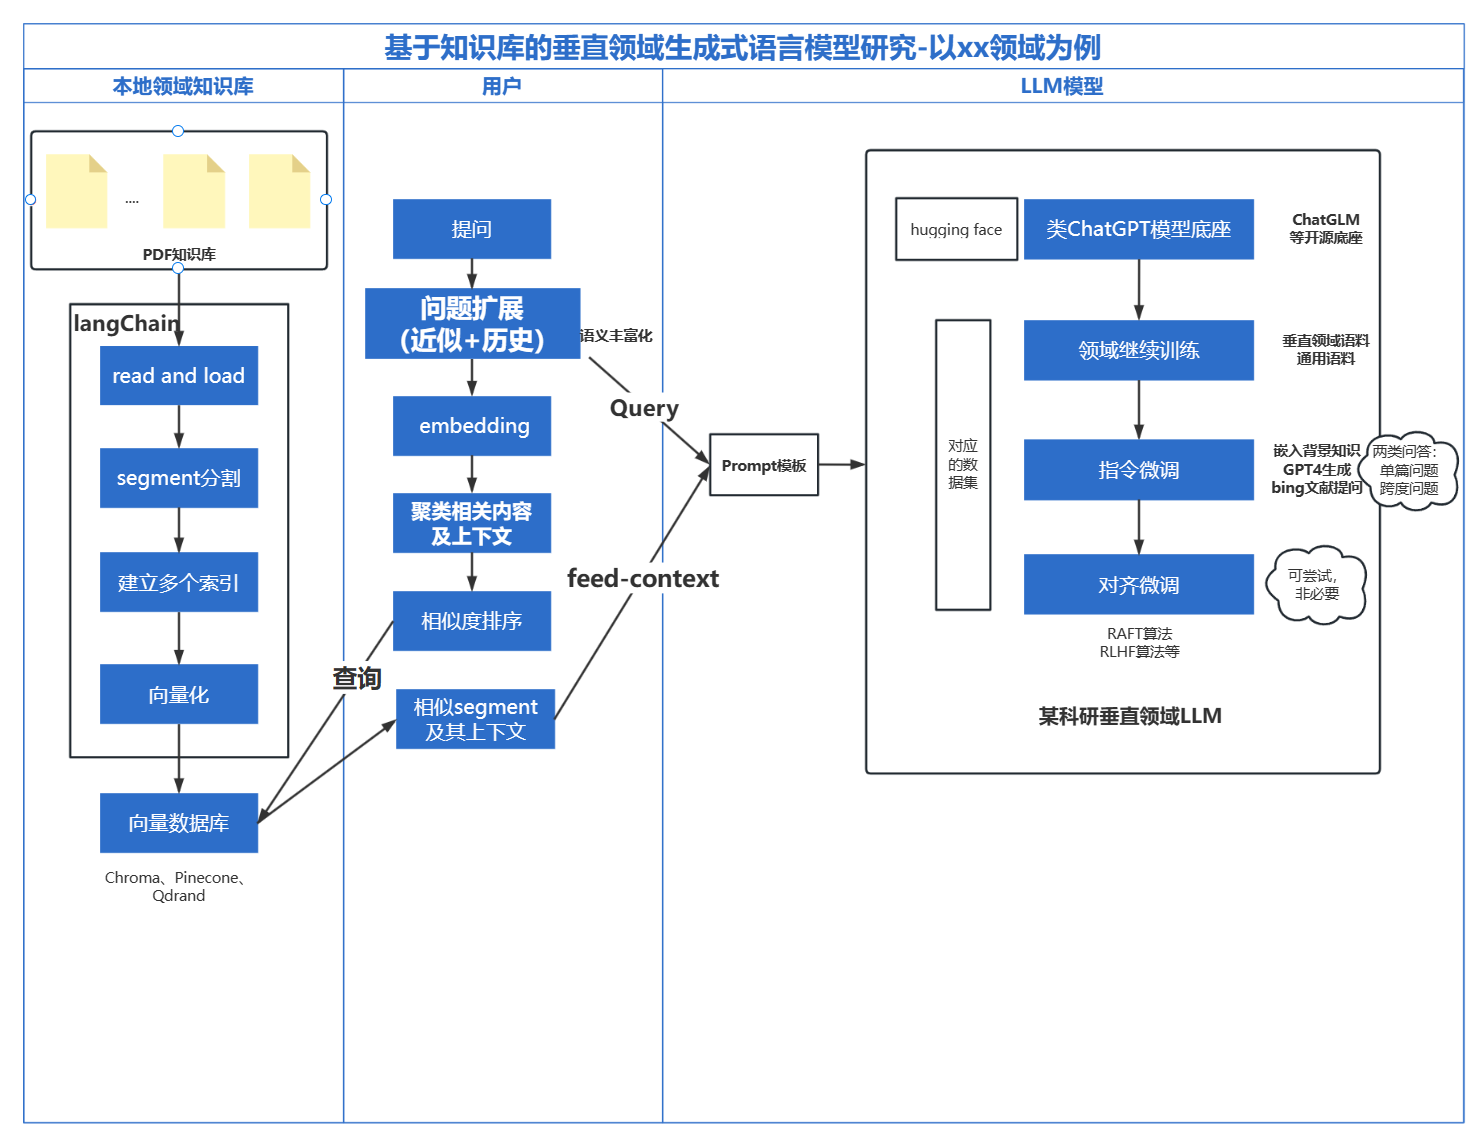 基于知识库的垂直领域生成式语言模型研究-以xx领域为例
本地领域知识库
用户
LLM模型
....
PDF知识库
langChain
read and load
segment分割
建立多个索引
向量化
向量数据库
Chroma、Pinecone、
Qdrand
提问
问题扩展
(近似+历史)
语义丰富化
embedding
聚类相关内容
及上下文
相似度排序
查询
相似segment
及其上下文
Query
feed-context
Prompt模板
hugging face
类ChatGPT模型底座
ChatGLM
等开源底座
对应
的数
据集
领域继续训练
垂直领域语料
通用语料
指令微调
嵌入背景知识
GPT4生成
bing文献提问
两类问答：
单篇问题
跨度问题
对齐微调
可尝试，
非必要
RAFT算法
RLHF算法等
某科研垂直领域LLM